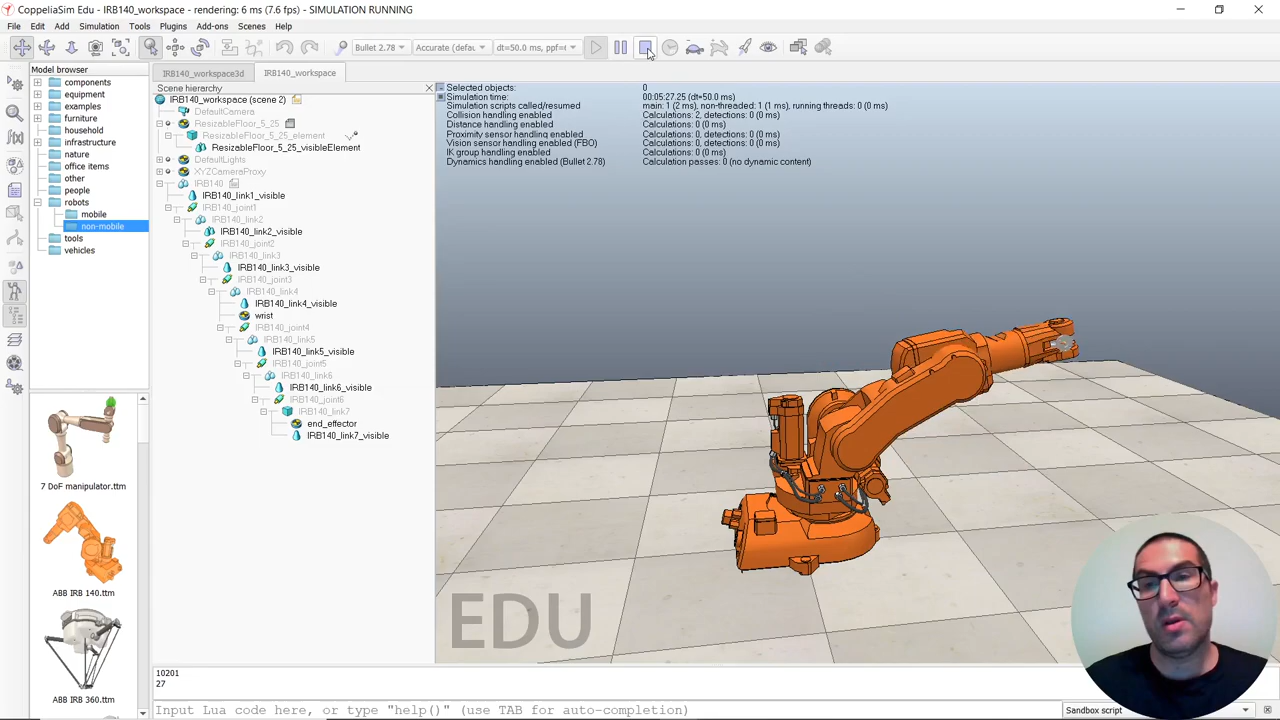 CoppeliaSim Edu - IRB140_workspace - rendering: 6 ms (7.6 fps) - SIMULATION RUNNING
File Edit Add Simulation Tools Plugins Add-ons Scenes Help
Bullet 2.78 Accurate (defau dt=50.0 ms, ppf=
Model browser
components
equipment
examples
furniture
household
infrastructure
nature
office items
other
people
robots
mobile
non-mobile
tools
vehicles
7 DoF manipulator.ttm
ABB IRB 140.ttm
ABB IRB 360.ttm
IRB140_workspace3d IRB140_workspace
Scene hierarchy
IRB140_workspace (scene 2)
DefaultCamera
ResizableFloor_5_25
ResizableFloor_5_25_element
ResizableFloor_5_25_visibleElement
DefaultLights
XYZCameraProxy
IRB140
IRB140_link1_visible
IRB140_joint1
IRB140_link2
IRB140_link2_visible
IRB140_joint2
IRB140_link3
IRB140_link3_visible
IRB140_joint3
IRB140_link4
IRB140_link4_visible
wrist
IRB140_joint4
IRB140_link5
IRB140_link5_visible
IRB140_joint5
IRB140_link6
IRB140_link6_visible
IRB140_joint6
IRB140_link7
end_effector
IRB140_link7_visible
Selected objects: 0
Simulation time: 00:05:27.25 (dt=50.0 ms)
Simulation scripts called/resumed main: 1 (2 ms), non-threaded: 1 (1 ms), running threads: 0 (0 ms)
Collision handling enabled Calculations: 2, detections: 0 (0 ms)
Distance handling enabled Calculations: 0 (0 ms)
Proximity sensor handling enabled Calculations: 0, detections: 0 (0 ms)
Vision sensor handling enabled (FBO) Calculations: 0, detections: 0 (0 ms)
IK group handling enabled Calculations: 0 (0 ms)
Dynamics handling enabled (Bullet 2.78) Calculation passes: 0 (no dynamic content)
EDU
10201
27
Input Lua code here, or type "help()" (use TAB for auto-completion)
Sandbox script